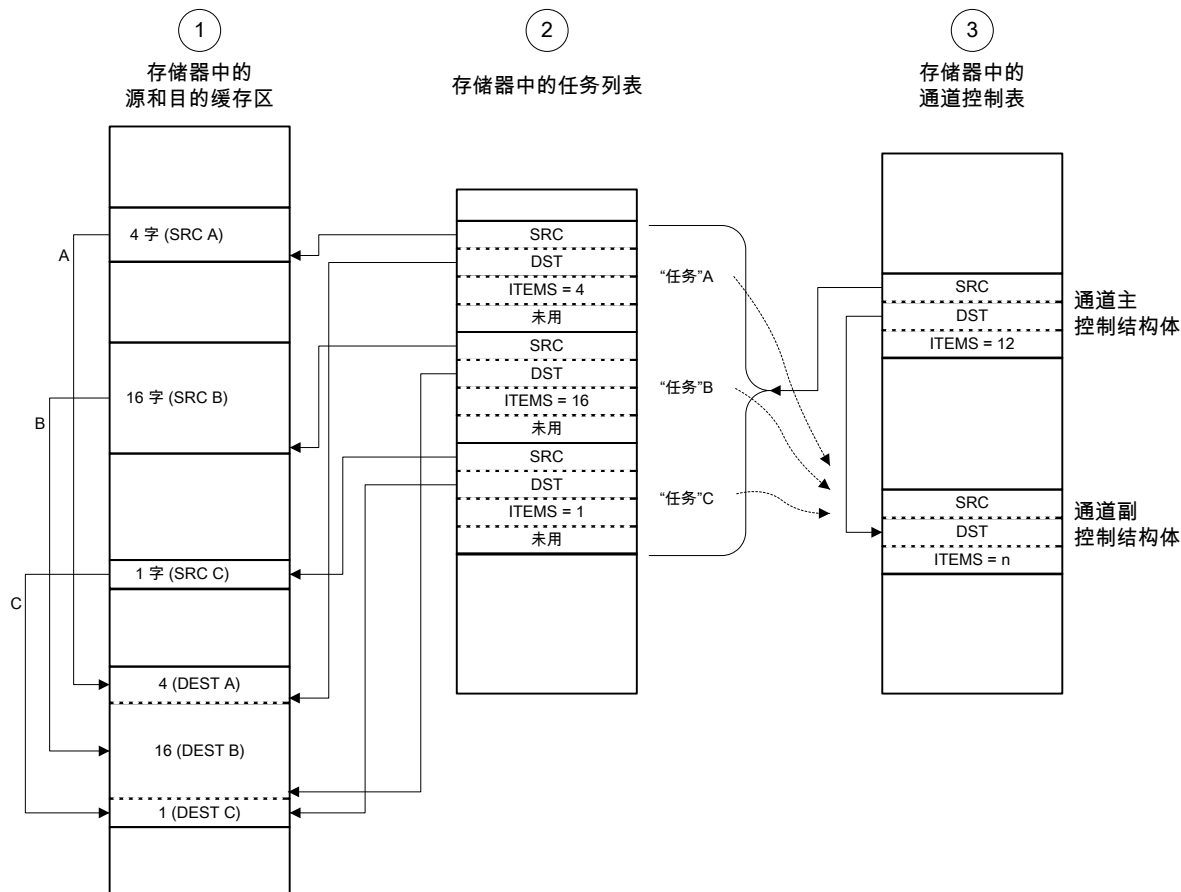 1
存储器中的
源和目的缓存区
4 字 (SRC A)
A
16 字 (SRC B)
B
1 字 (SRC C)
C
4 (DEST A)
16 (DEST B)
1 (DEST C)
2
存储器中的任务列表
SRC
DST
ITEMS = 4
未用
SRC
DST
ITEMS = 16
未用
SRC
DST
ITEMS = 1
未用
“任务”A
“任务”B
“任务”C
3
存储器中的
通道控制表
SRC
DST
ITEMS = 12
通道主
控制结构体
SRC
DST
ITEMS = n
通道副
控制结构体